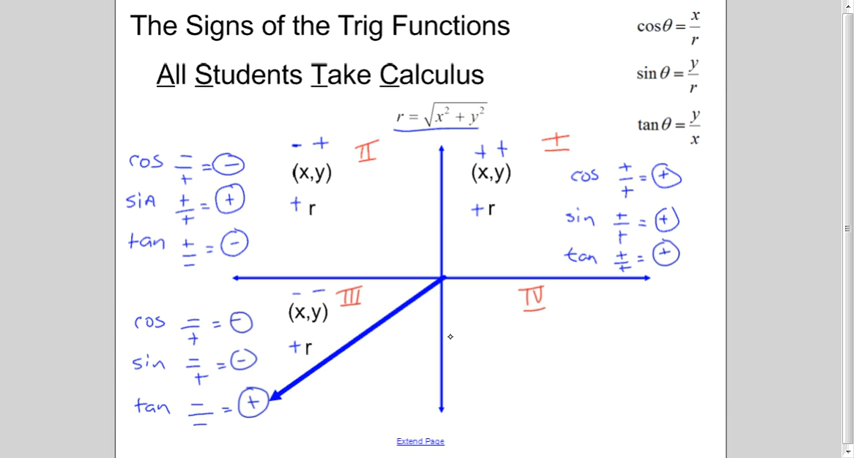 The Signs of the Trig Functions
cosθ = x/r
All Students Take Calculus
sinθ = y/r
r = √(x² + y²)
tanθ = y/x
- +
II
(x,y)
+ r
cos -/+ = -
sin +/+ = +
tan +/- = -
+ +
I
(x,y)
+ r
cos +/+ = +
sin +/+ = +
tan +/+ = +
- -
III
(x,y)
+ r
cos -/+ = -
sin -/+ = -
tan -/- = +
IV
Extend Page